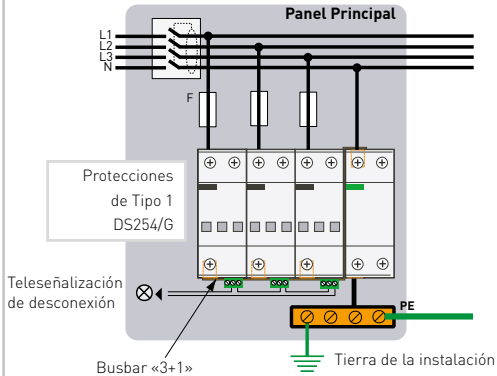 Panel Principal
L1
L2
L3
N
F
Protecciones
de Tipo 1
DS254/G
Teleseñalización
de desconexión
PE
Busbar «3+1»
Tierra de la instalación